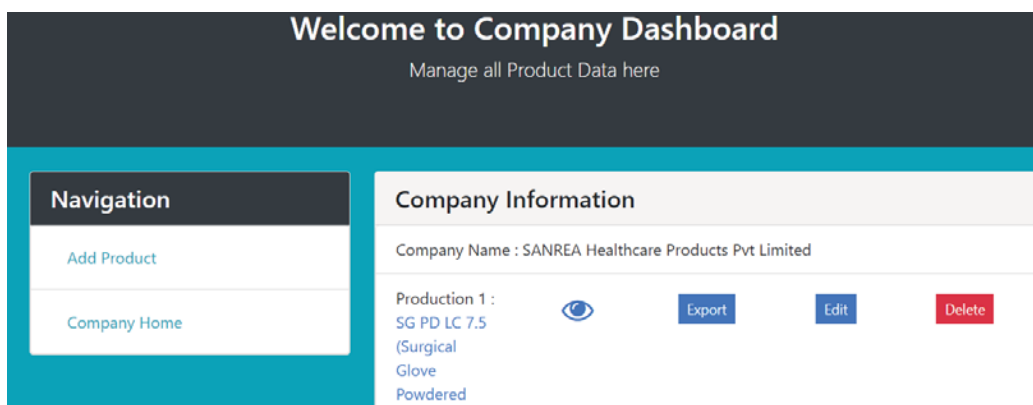 Welcome to Company Dashboard
Manage all Product Data here
Navigation
Add Product
Company Home
Company Information
Company Name : SANREA Healthcare Products Pvt Limited
Production 1 :
SG PD LC 7.5
(Surgical
Glove
Powdered
Export
Edit
Delete